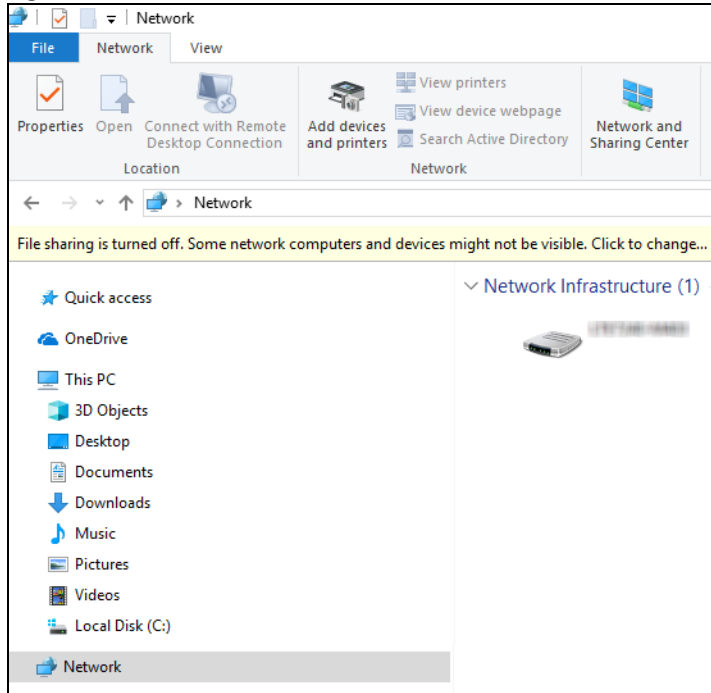 Network
File Network View
Properties Open Connect with Remote Desktop Connection
Location
Add devices and printers
View printers
View device webpage
Search Active Directory
Network
Network and Sharing Center
Network
File sharing is turned off. Some network computers and devices might not be visible. Click to change...
Quick access
OneDrive
This PC
3D Objects
Desktop
Documents
Downloads
Music
Pictures
Videos
Local Disk (C:)
Network
Network Infrastructure (1)